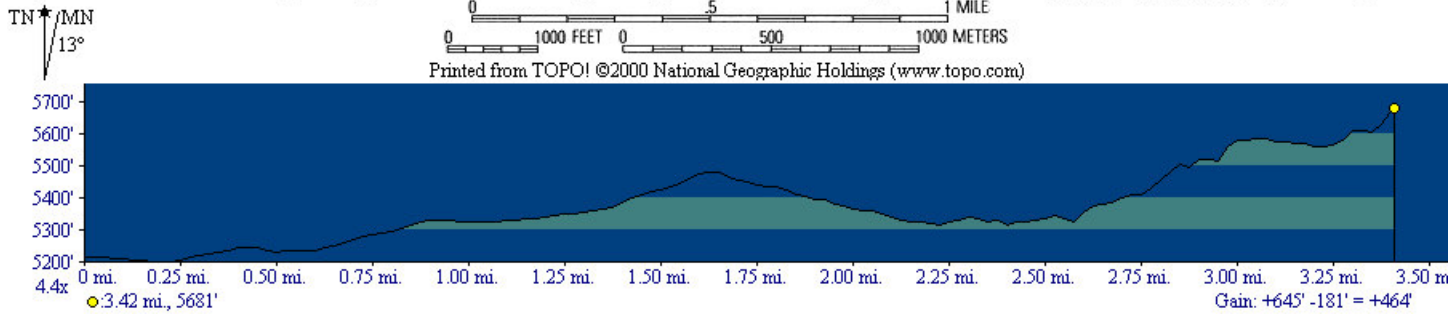 0 .5 1 MILE
TN MN
13°
0 1000 FEET 0 500 1000 METERS
Printed from TOPO! ©2000 National Geographic Holdings (www.topo.com)
5700'
5600'
5500'
5400'
5300'
5200'
0 mi. 0.25 mi. 0.50 mi. 0.75 mi. 1.00 mi. 1.25 mi. 1.50 mi. 1.75 mi. 2.00 mi. 2.25 mi. 2.50 mi. 2.75 mi. 3.00 mi. 3.25 mi. 3.50 m
4.4x
:3.42 mi., 5681' Gain: +645' -181' = +464'